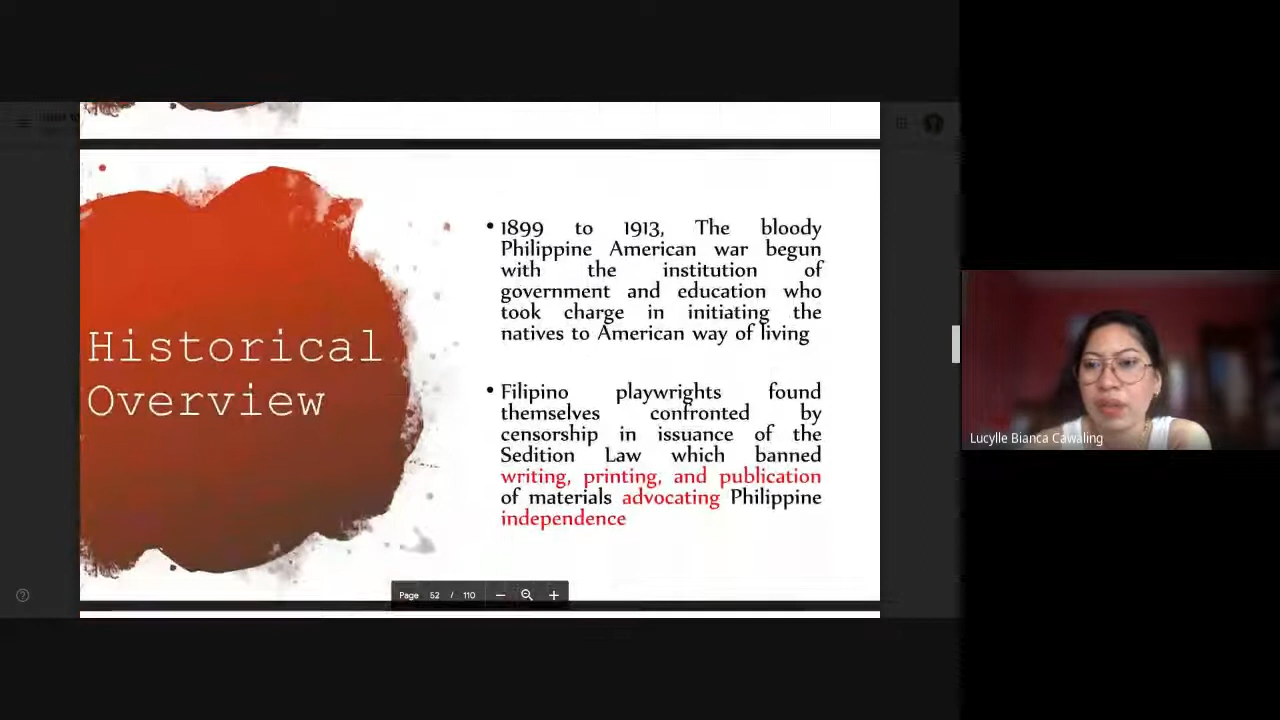 Historical
Overview
• 1899 to 1913, The bloody
Philippine American war begun
with the institution of
government and education who
took charge in initiating the
natives to American way of living
• Filipino playwrights found
themselves confronted by
censorship in issuance of the
Sedition Law which banned
writing, printing, and publication
of materials advocating Philippine
independence
Page 52 / 110
Lucylle Bianca Cawaling